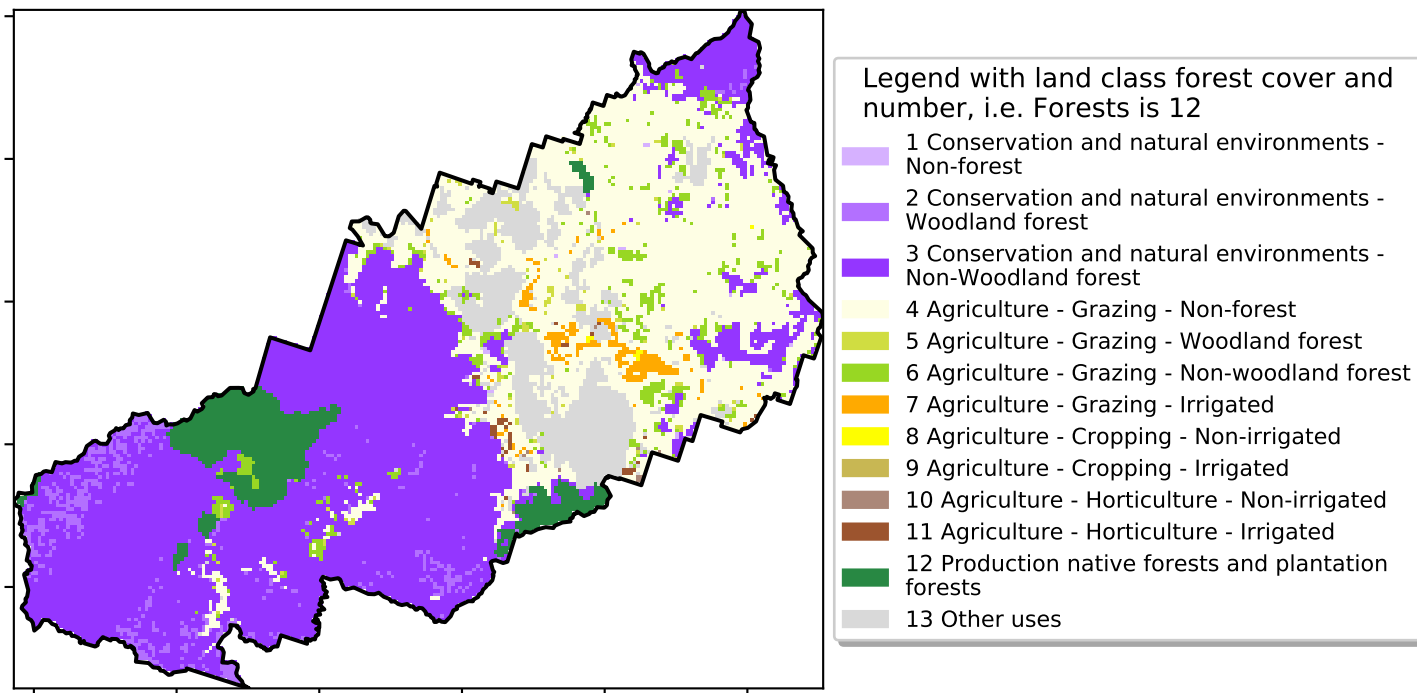 Legend with land class forest cover and
number, i.e. Forests is 12
1 Conservation and natural environments -
Non-forest
2 Conservation and natural environments -
Woodland forest
3 Conservation and natural environments -
Non-Woodland forest
4 Agriculture - Grazing - Non-forest
5 Agriculture - Grazing - Woodland forest
6 Agriculture - Grazing - Non-woodland forest
7 Agriculture - Grazing - Irrigated
8 Agriculture - Cropping - Non-irrigated
9 Agriculture - Cropping - Irrigated
10 Agriculture - Horticulture - Non-irrigated
11 Agriculture - Horticulture - Irrigated
12 Production native forests and plantation
forests
13 Other uses